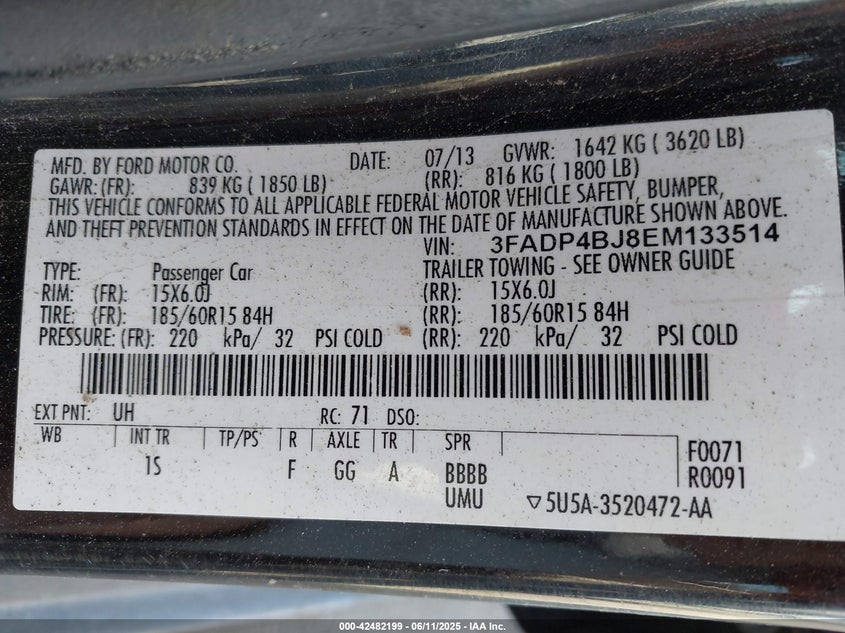 MFD. BY FORD MOTOR CO. DATE: 07/13 GVWR: 1642 KG ( 3620 LB)
GAWR: (FR): 839 KG ( 1850 LB) (RR): 816 KG ( 1800 LB)
THIS VEHICLE CONFORMS TO ALL APPLICABLE FEDERAL MOTOR VEHICLE SAFETY, BUMPER,
AND THEFT PREVENTION STANDARDS IN EFFECT ON THE DATE OF MANUFACTURE SHOWN ABOVE.
VIN: 3FADP4BJ8EM133514
TYPE: Passenger Car TRAILER TOWING - SEE OWNER GUIDE
RIM: (FR): 15X6.0J (RR): 15X6.0J
TIRE: (FR): 185/60R15 84H (RR): 185/60R15 84H
PRESSURE: (FR): 220 kPa/ 32 PSI COLD (RR): 220 kPa/ 32 PSI COLD
EXT PNT: UH RC: 71 DSO:
WB INT TR TP/PS R AXLE TR SPR F0071
1S F GG A BBBB R0091
UMU ▽5U5A-3520472-AA
000-42482199 - 06/11/2025 - IAA Inc.